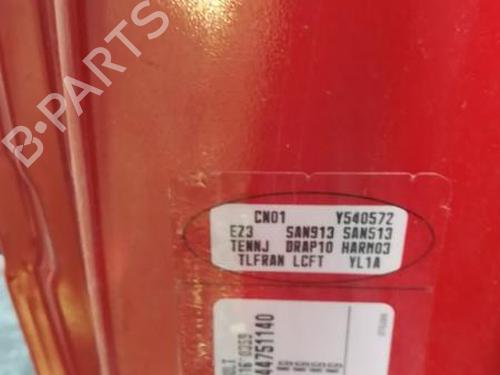 B-PARTS
CN01 Y540572
EZ3 SAN913 SAN513
TENNJ DRAP10 HARM03
TLFRAN LCFT YL1A
44751140